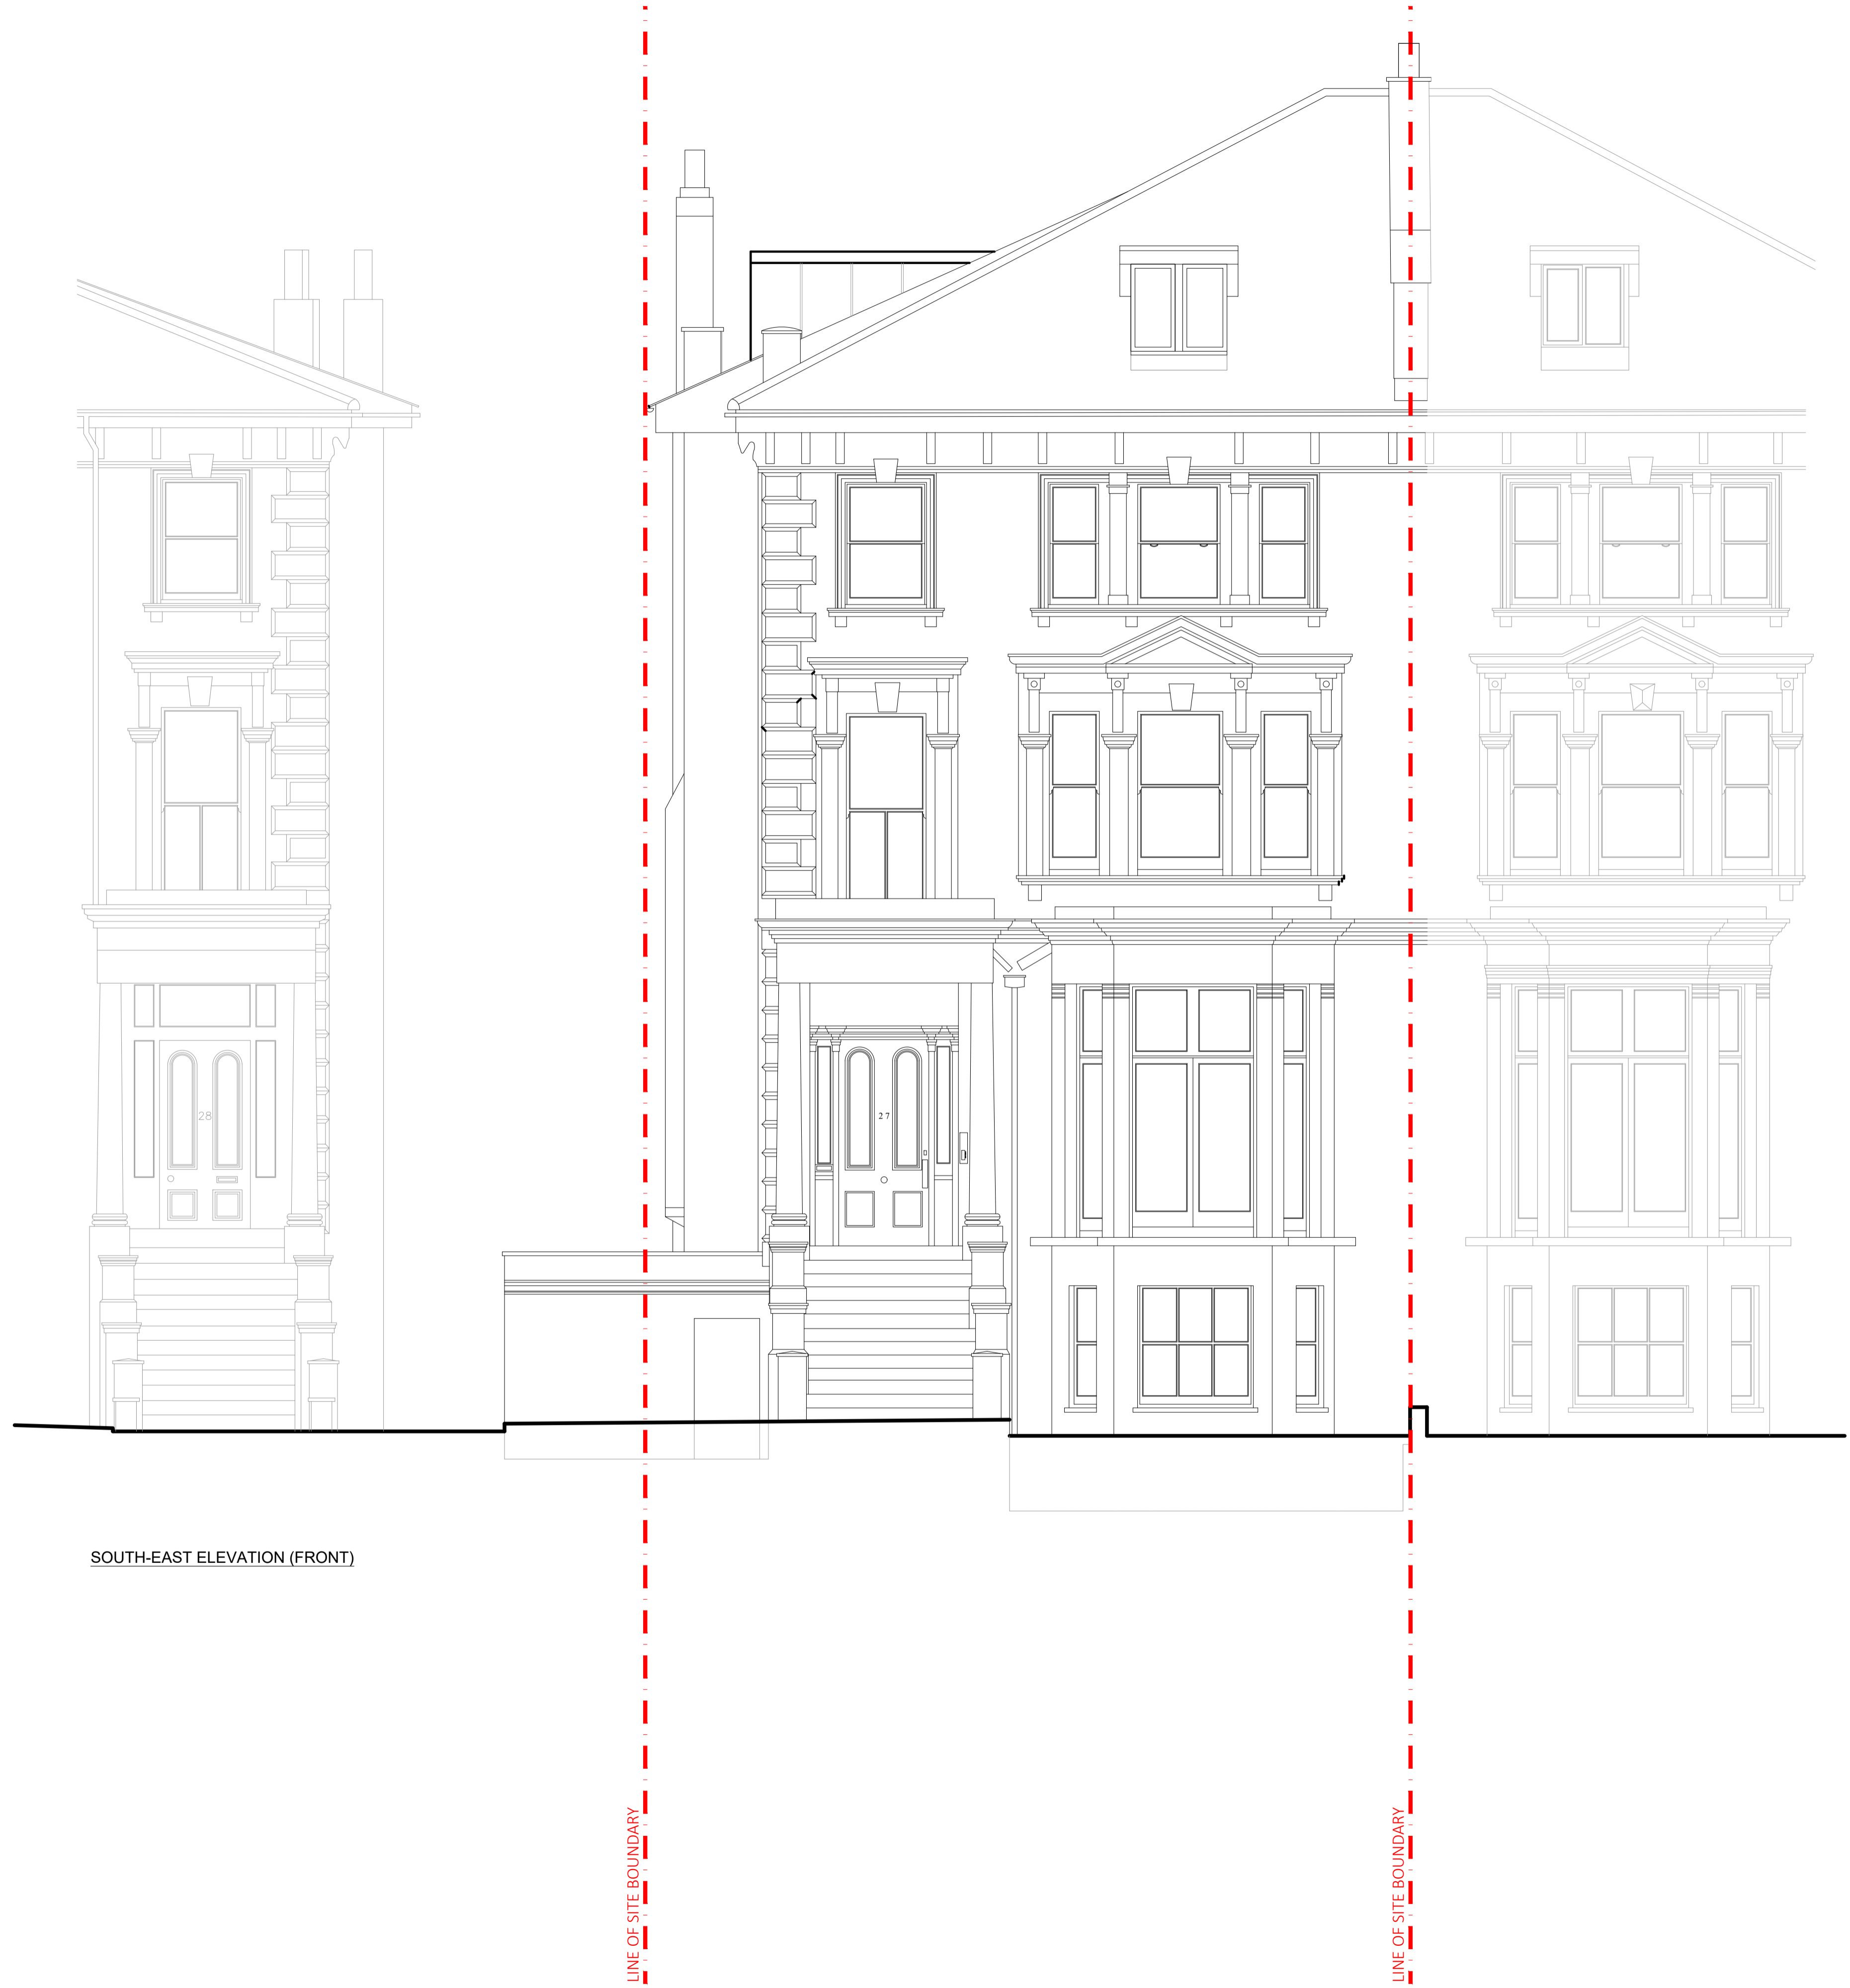 28
27
SOUTH-EAST ELEVATION (FRONT)
LINE OF SITE BOUNDARY
LINE OF SITE BOUNDARY